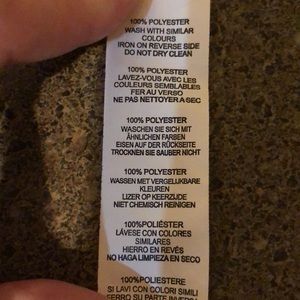 100% POLYESTER
WASH WITH SIMILAR
COLOURS
IRON ON REVERSE SIDE
DO NOT DRY CLEAN
100% POLYESTER
LAVEZ-VOUS AVEC LES
COULEURS SEMBLABLES
FER AU VERSO
NE PAS NETTOYER A SEC
100% POLYESTER
WASCHEN SIE SICH MIT
ÄHNLICHEN FARBEN
EISEN AUF DER RÜCKSEITE
TROCKNEN SIE SAUBER NICHT
100% POLYESTER
WASSEN MET VERGELIJKBARE
KLEUREN
IJZER OP KEERZIJDE
NIET CHEMISCH REINIGEN
100%POLIÉSTER
LÁVESE CON COLORES
SIMILARES
HIERRO EN REVÉS
NO HAGA LIMPIEZA EN SECO
100%POLIESTERE
SI LAVI CON COLORI SIMILI
FERRO SU PARTE INVERSA